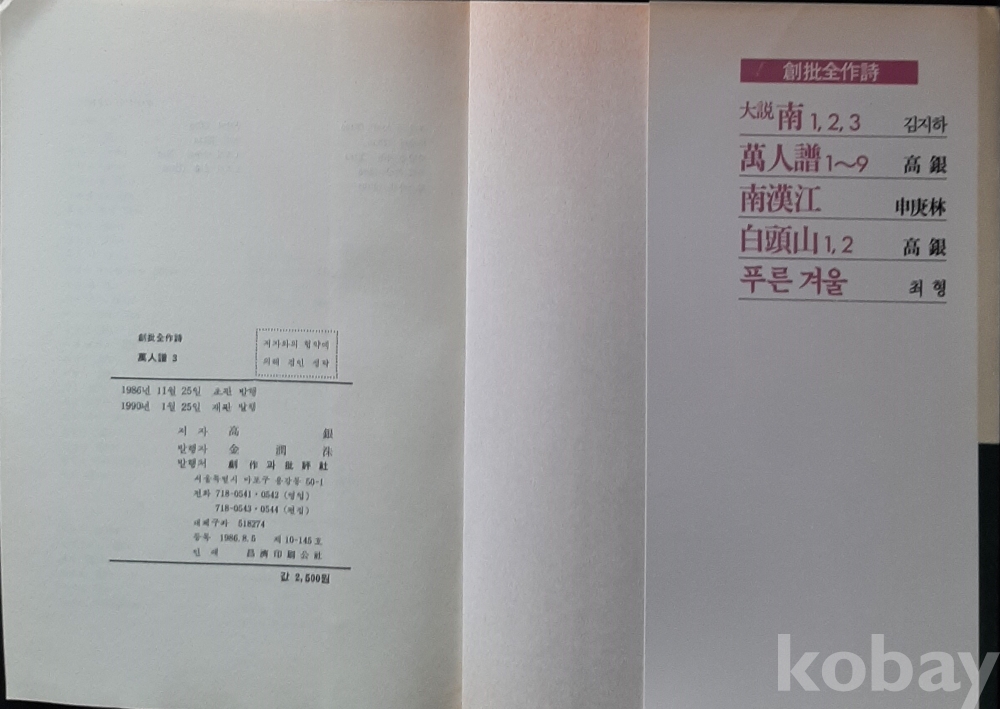 創批全作詩
萬人譜 3
저자와의 협약에
의해 검인 생략
1986년 11월 25일 초판 발행
1990년 1월 25일 재판 발행
저 자 高 銀
발행자 金 潤 洙
발행처 創 作 과 批 評 社
서울특별시 마포구 용강동 50-1
전화 718-0541·0542 (영업)
718-0543·0544 (편집)
대체구좌 518274
등록 1986.8.5 제10-145호
인 쇄 昌濟印刷公社
값 2,500원
創批全作詩
大説 南 1, 2, 3 김지하
萬人譜 1~9 高 銀
南漢江 申庚林
白頭山 1, 2 高 銀
푸른 겨울 최 형
kobay